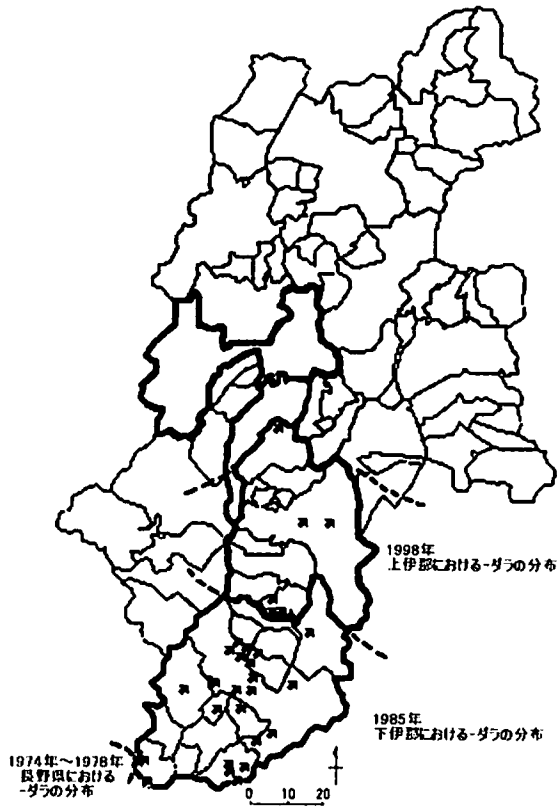 1998年
上伊郡における-ダラの分布
1985年
下伊郡における-ダラの分布
1974年～1978年
長野県における
-ダラの分布
0 10 20